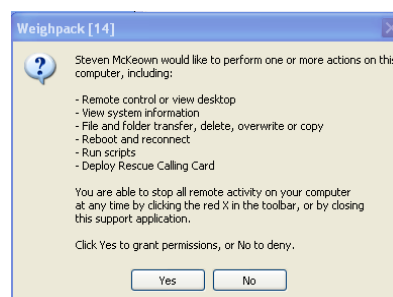 Weighpack [14]
Steven McKeown would like to perform one or more actions on this
computer, including:
- Remote control or view desktop
- View system information
- File and folder transfer, delete, overwrite or copy
- Reboot and reconnect
- Run scripts
- Deploy Rescue Calling Card
You are able to stop all remote activity on your computer
at any time by clicking the red X in the toolbar, or by closing
this support application.
Click Yes to grant permissions, or No to deny.
Yes No